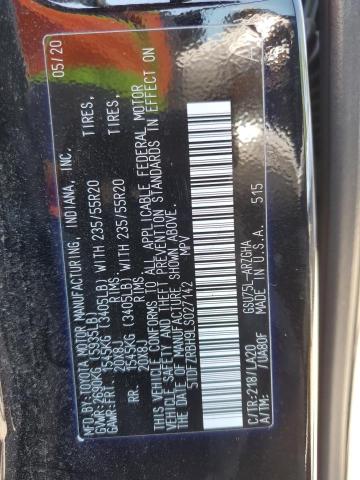 MFD. BY TOYOTA MOTOR MANUFACTURING, INDIANA, INC. 05/20
GVWR: 2690KG (5935LB)
GAWR: FRT. 1545KG (3405LB) WITH 235/55R20 TIRES,
20X8J RIMS
RR. 1545KG (3405LB) WITH 235/55R20 TIRES,
20X8J RIMS
THIS VEHICLE CONFORMS TO ALL APPLICABLE FEDERAL MOTOR
VEHICLE SAFETY AND THEFT PREVENTION STANDARDS IN EFFECT ON
THE DATE OF MANUFACTURE SHOWN ABOVE.
5TDFZRBH9LS027142 MPV
C/TR: 218/LA20 GSU75L-ARZGHA
A/TM: /UA80F MADE IN U.S.A. 515